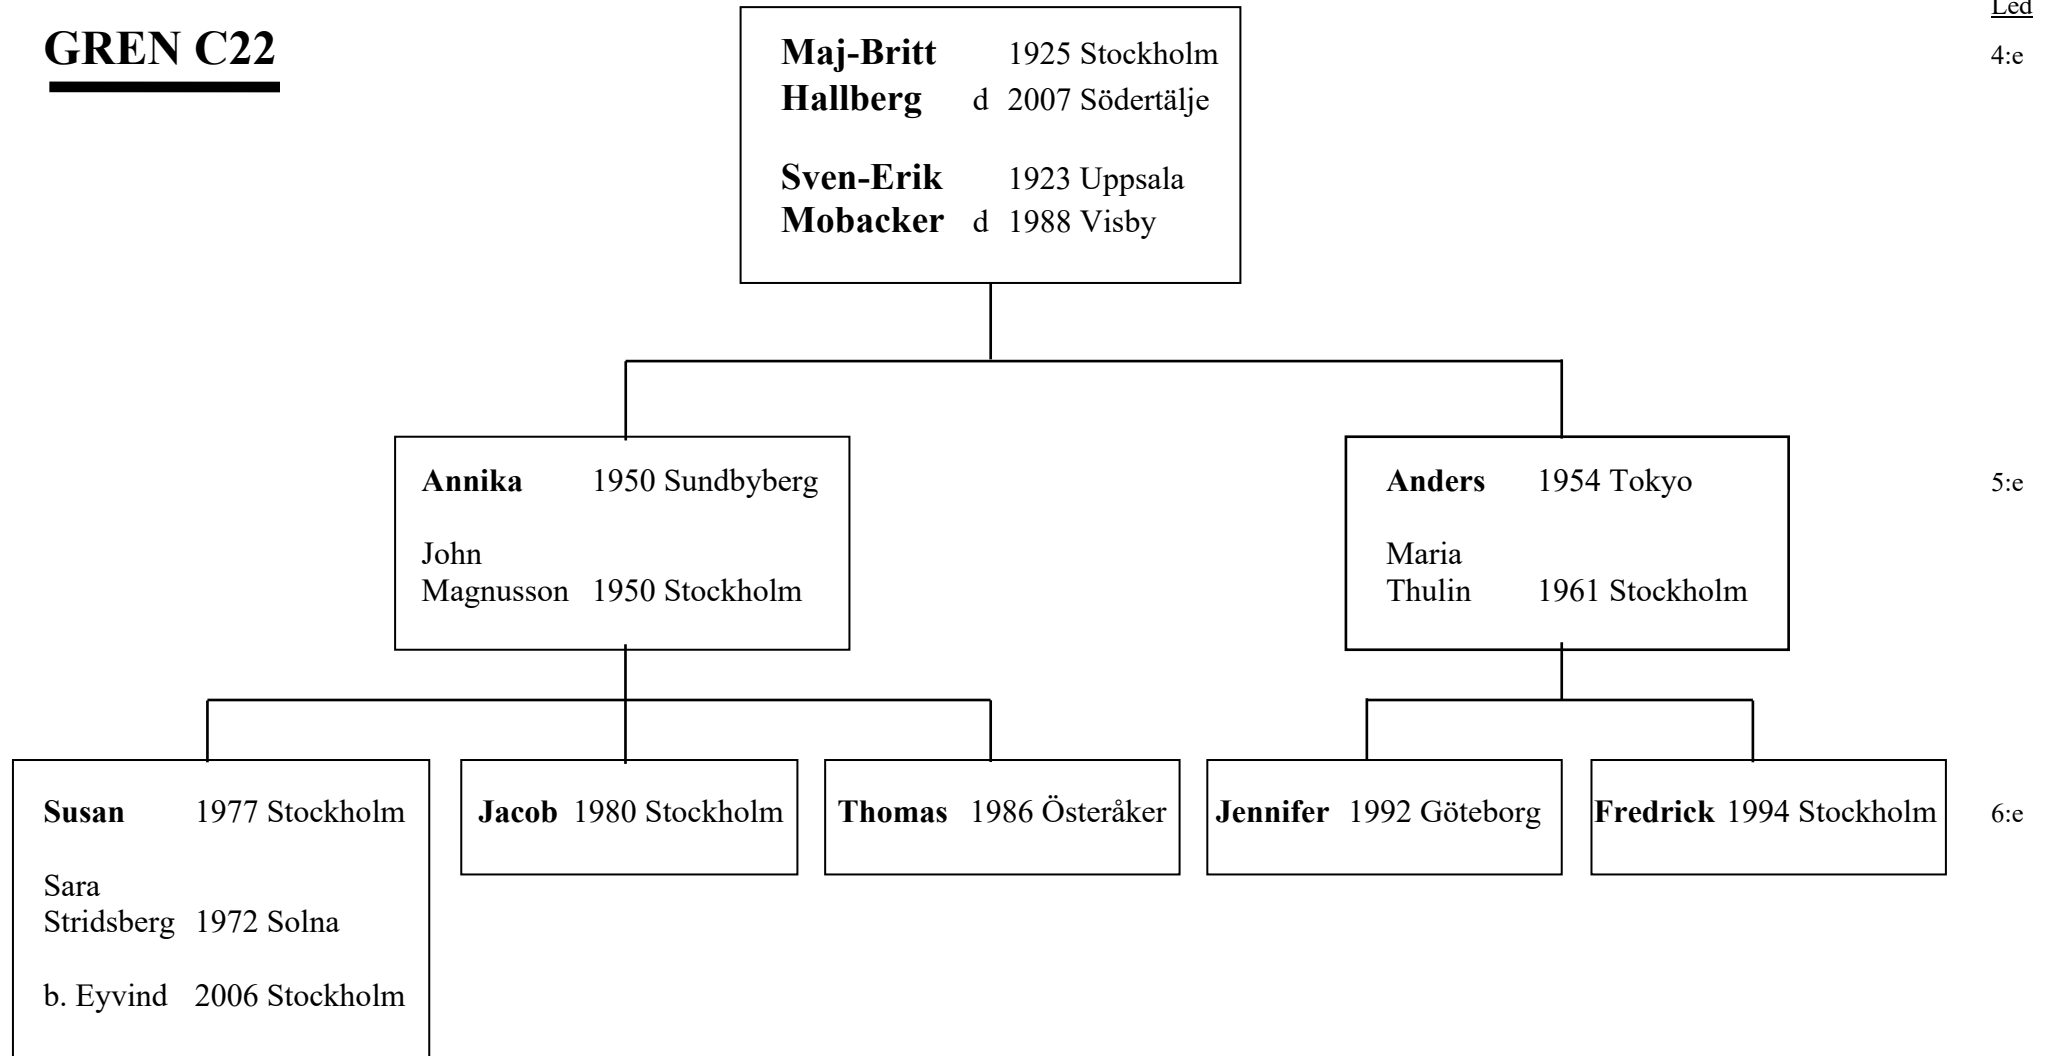 Led
GREN C22
Maj-Britt 1925 Stockholm 4:e
Hallberg d 2007 Södertälje
Sven-Erik 1923 Uppsala
Mobacker d 1988 Visby
Annika 1950 Sundbyberg
John
Magnusson 1950 Stockholm
Anders 1954 Tokyo 5:e
Maria
Thulin 1961 Stockholm
Susan 1977 Stockholm
Sara
Stridsberg 1972 Solna
b. Eyvind 2006 Stockholm
Jacob 1980 Stockholm
Thomas 1986 Österåker
Jennifer 1992 Göteborg
Fredrick 1994 Stockholm 6:e